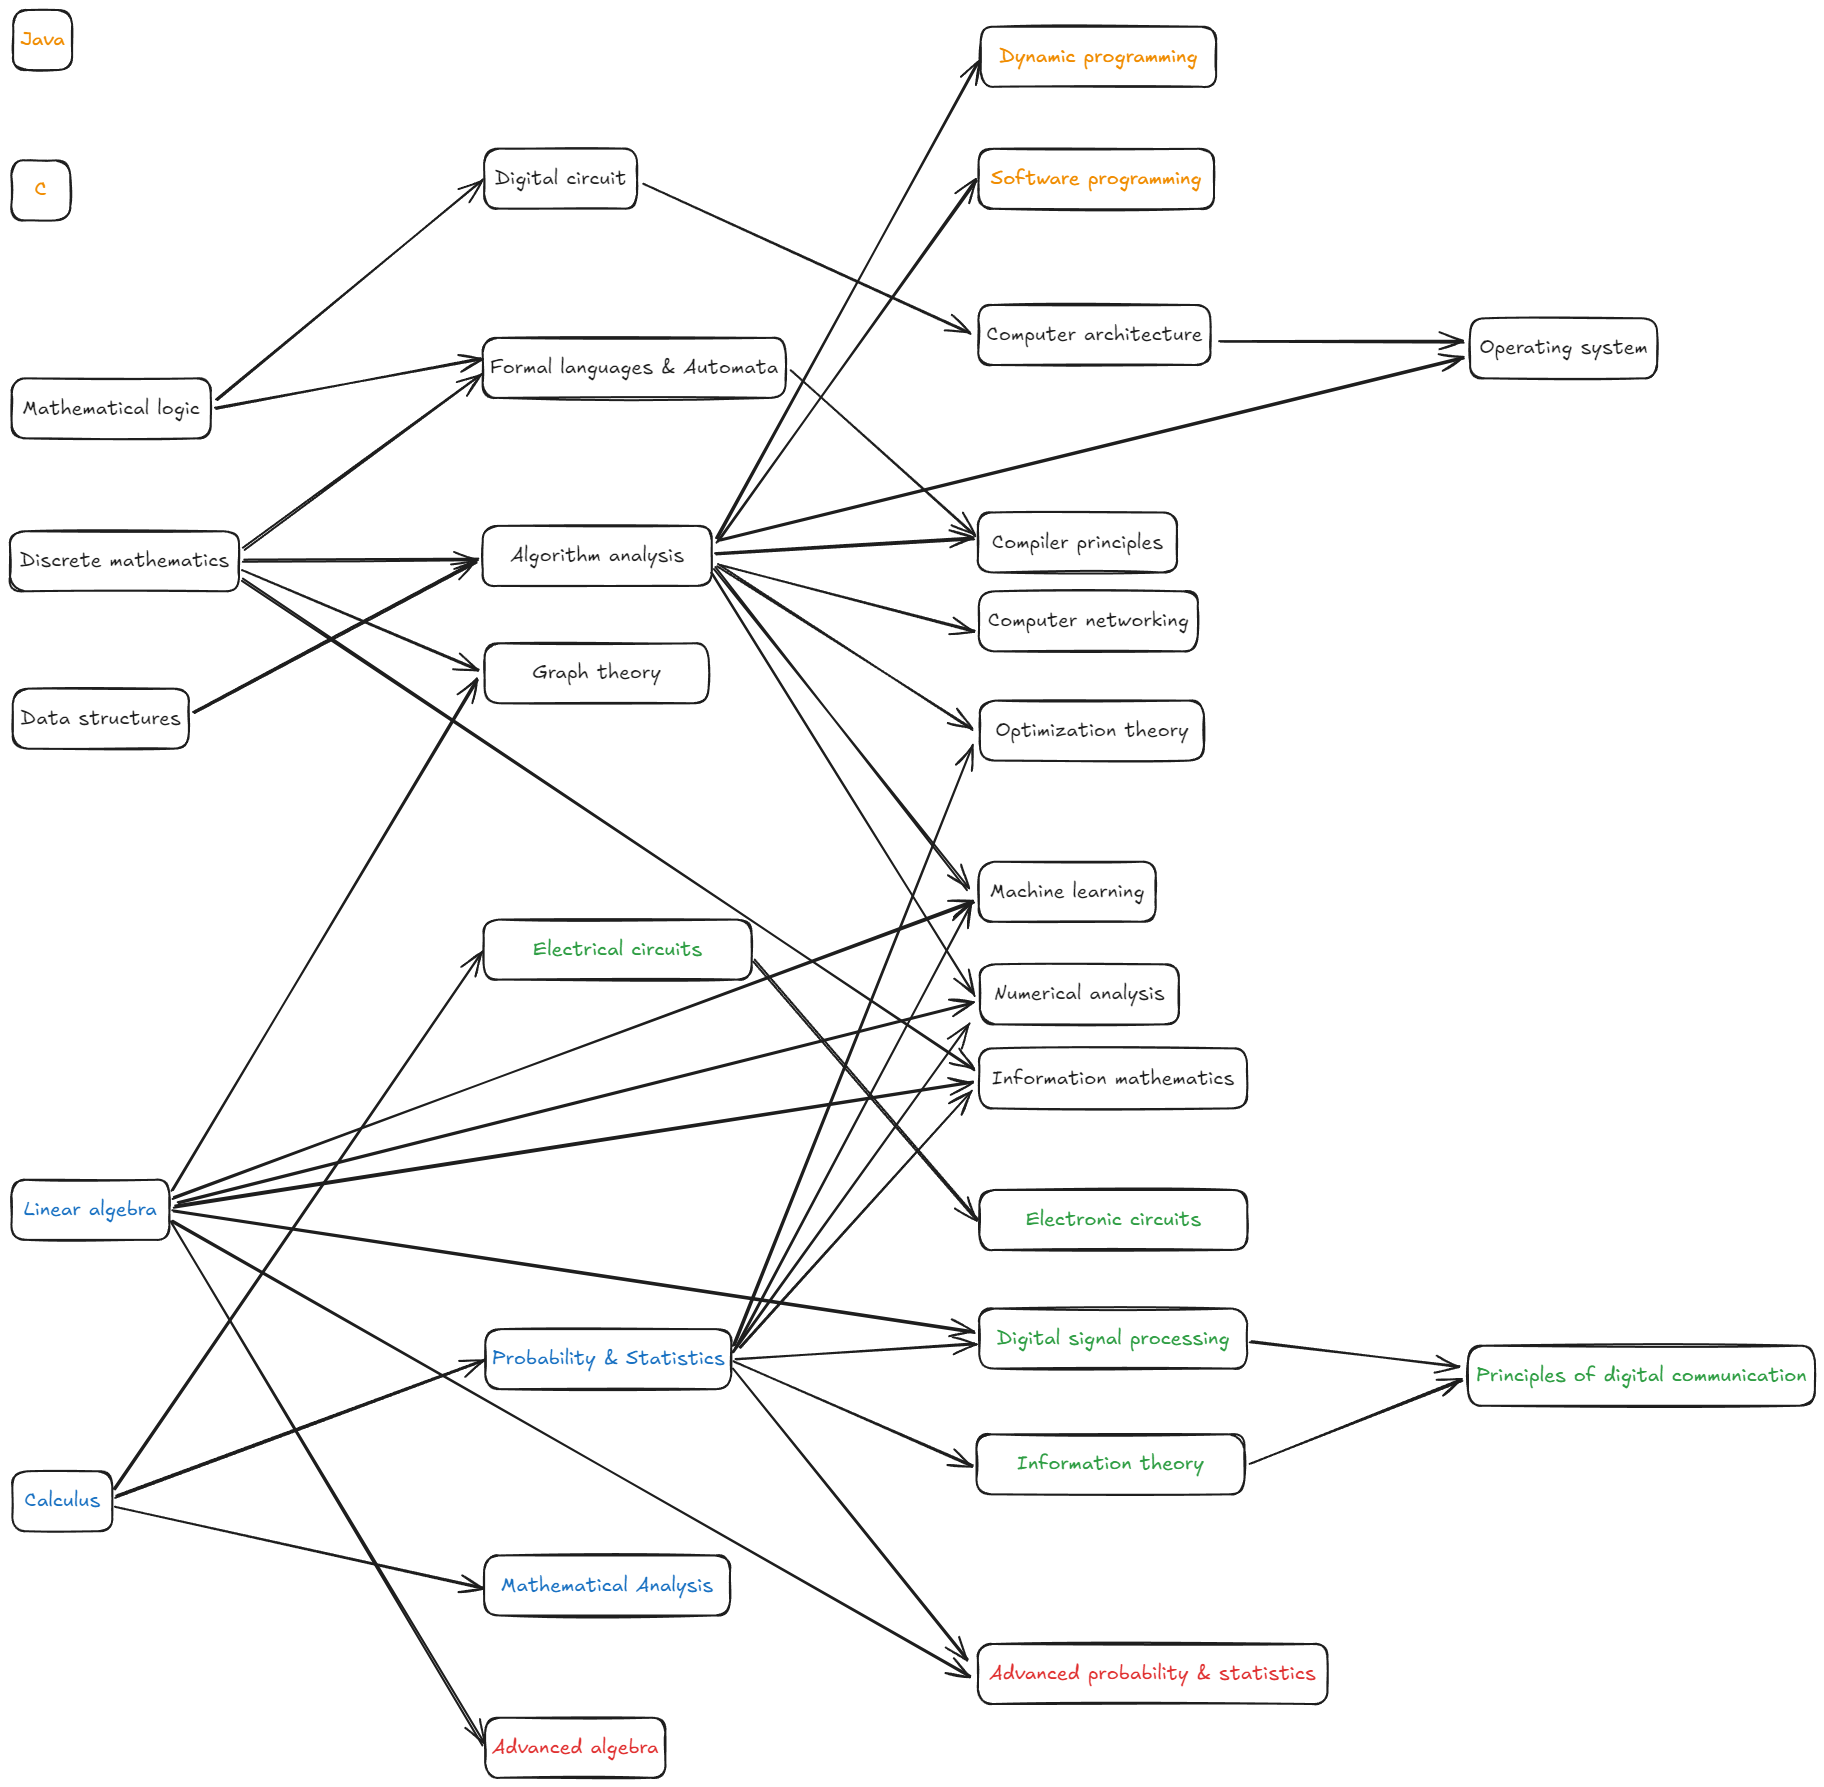 Java
C
Mathematical logic
Discrete mathematics
Data structures
Linear algebra
Calculus
Digital circuit
Formal languages & Automata
Algorithm analysis
Graph theory
Electrical circuits
Probability & Statistics
Mathematical Analysis
Advanced algebra
Dynamic programming
Software programming
Computer architecture
Compiler principles
Computer networking
Optimization theory
Machine learning
Numerical analysis
Information mathematics
Electronic circuits
Digital signal processing
Information theory
Advanced probability & statistics
Operating system
Principles of digital communication